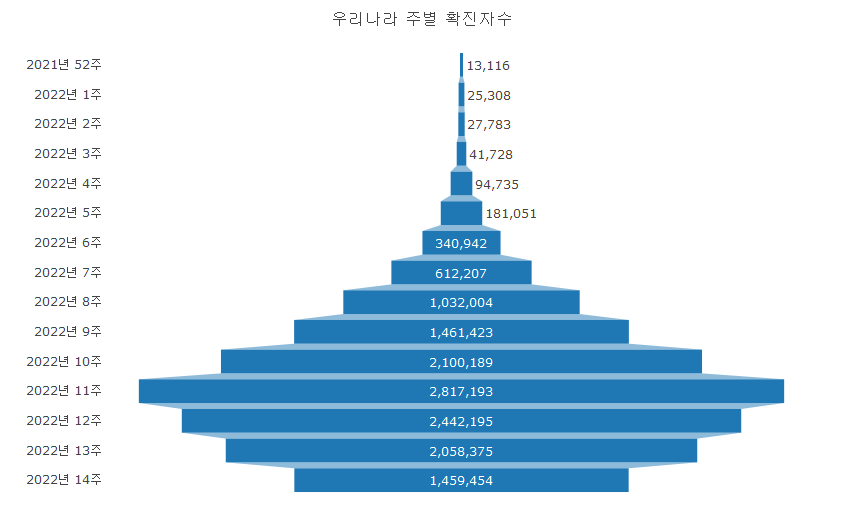 우리나라 주별 확진자수
2021년 52주 13,116
2022년 1주 25,308
2022년 2주 27,783
2022년 3주 41,728
2022년 4주 94,735
2022년 5주 181,051
2022년 6주 340,942
2022년 7주 612,207
2022년 8주 1,032,004
2022년 9주 1,461,423
2022년 10주 2,100,189
2022년 11주 2,817,193
2022년 12주 2,442,195
2022년 13주 2,058,375
2022년 14주 1,459,454